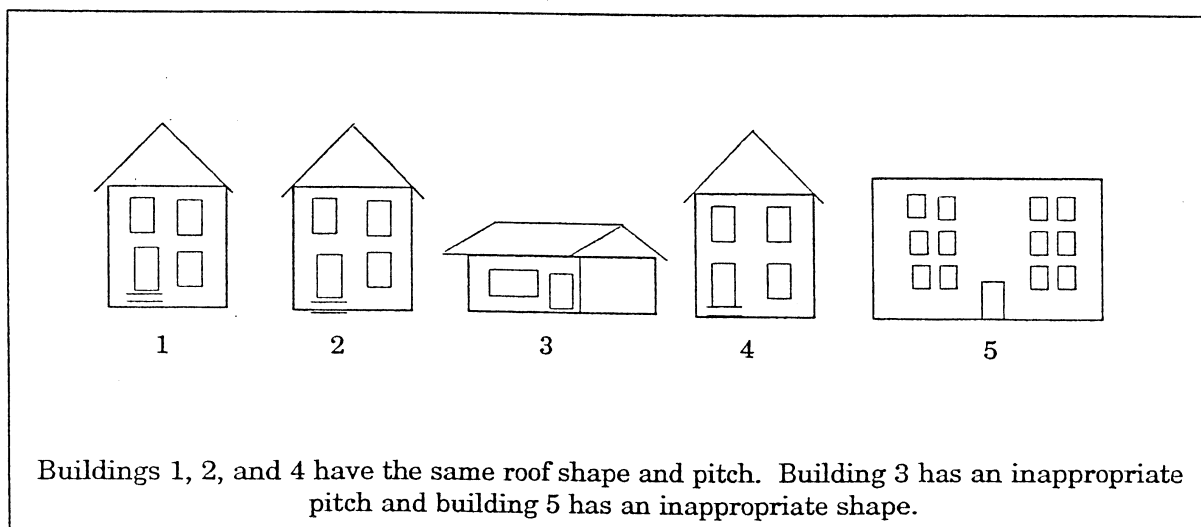 1 2 3 4 5
Buildings 1, 2, and 4 have the same roof shape and pitch. Building 3 has an inappropriate
pitch and building 5 has an inappropriate shape.